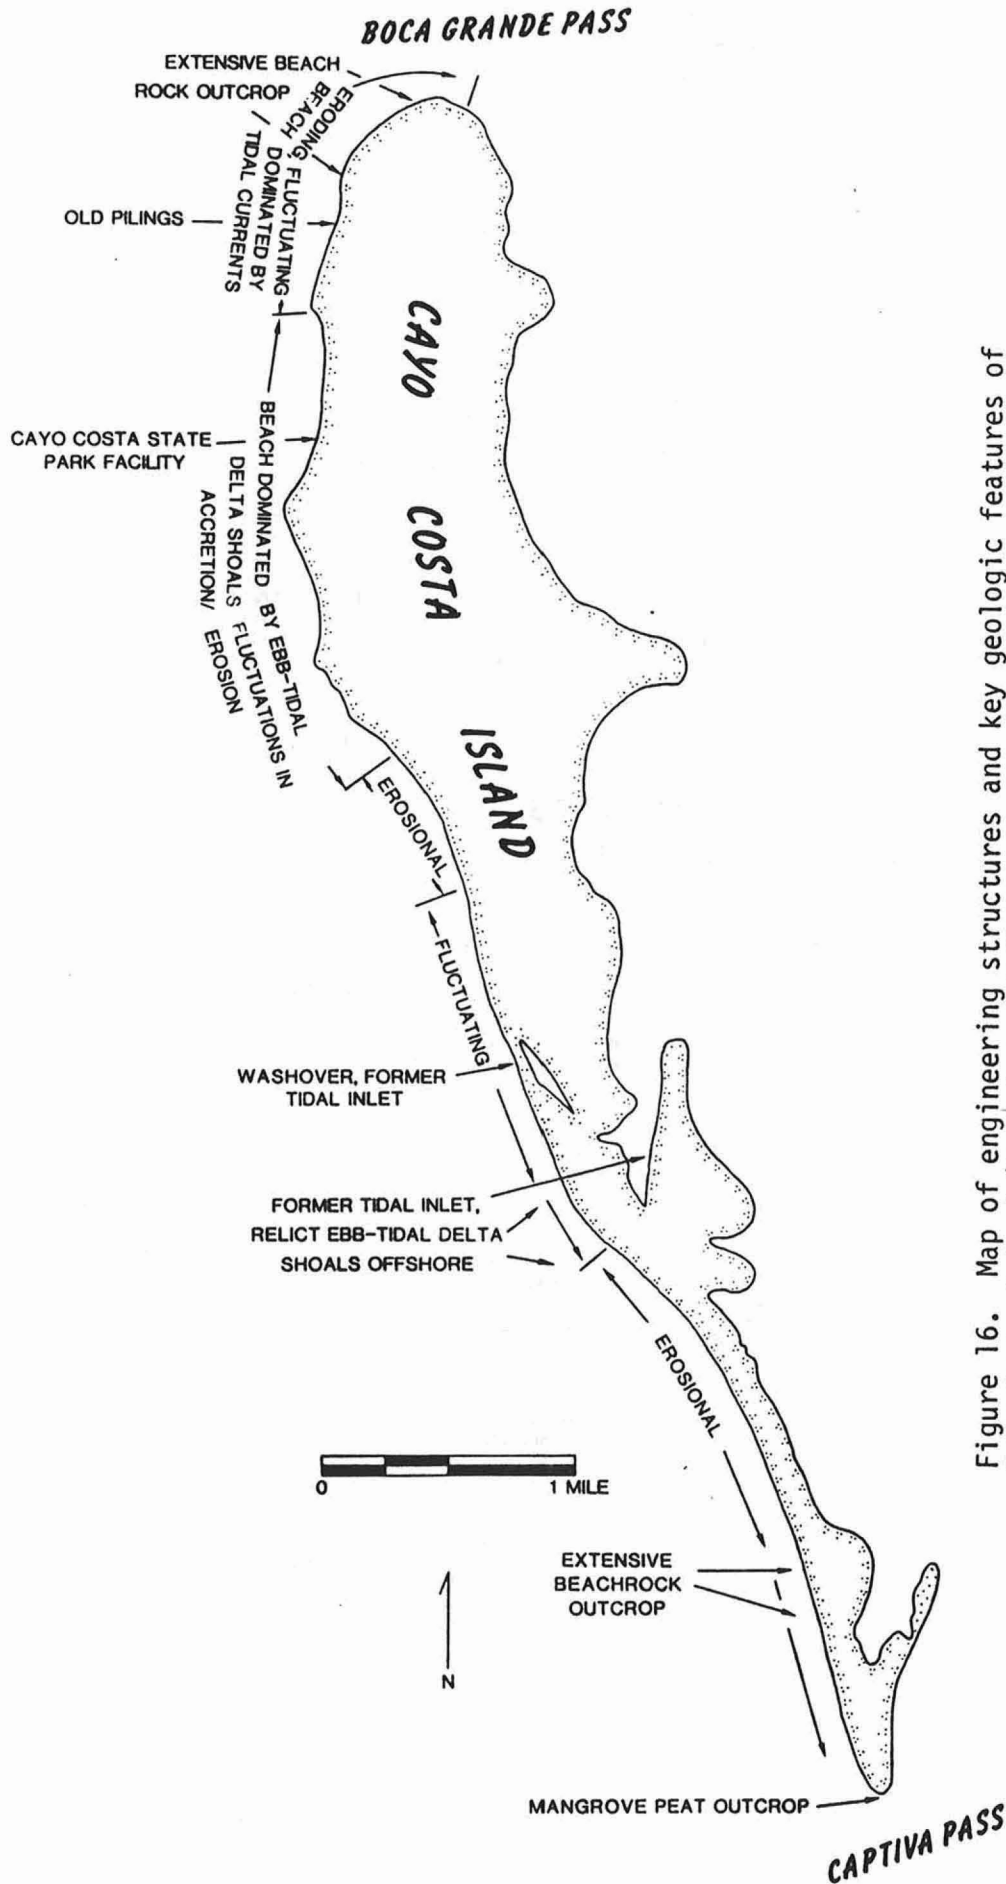 BOCA GRANDE PASS
EXTENSIVE BEACH
ROCK OUTCROP
ERODING, FLUCTUATING
BEACH DOMINATED BY
TIDAL CURRENTS
OLD PILINGS
CAYO COSTA STATE
PARK FACILITY
BEACH DOMINATED BY EBB-TIDAL
DELTA SHOALS FLUCTUATIONS IN
ACCRETION/ EROSION
CAYO
COSTA
ISLAND
EROSIONAL
FLUCTUATING
WASHOVER, FORMER
TIDAL INLET
FORMER TIDAL INLET,
RELICT EBB-TIDAL DELTA
SHOALS OFFSHORE
EROSIONAL
0 1 MILE
N
EXTENSIVE
BEACHROCK
OUTCROP
MANGROVE PEAT OUTCROP
CAPTIVA PASS
Figure 16. Map of engineering structures and key geologic features of